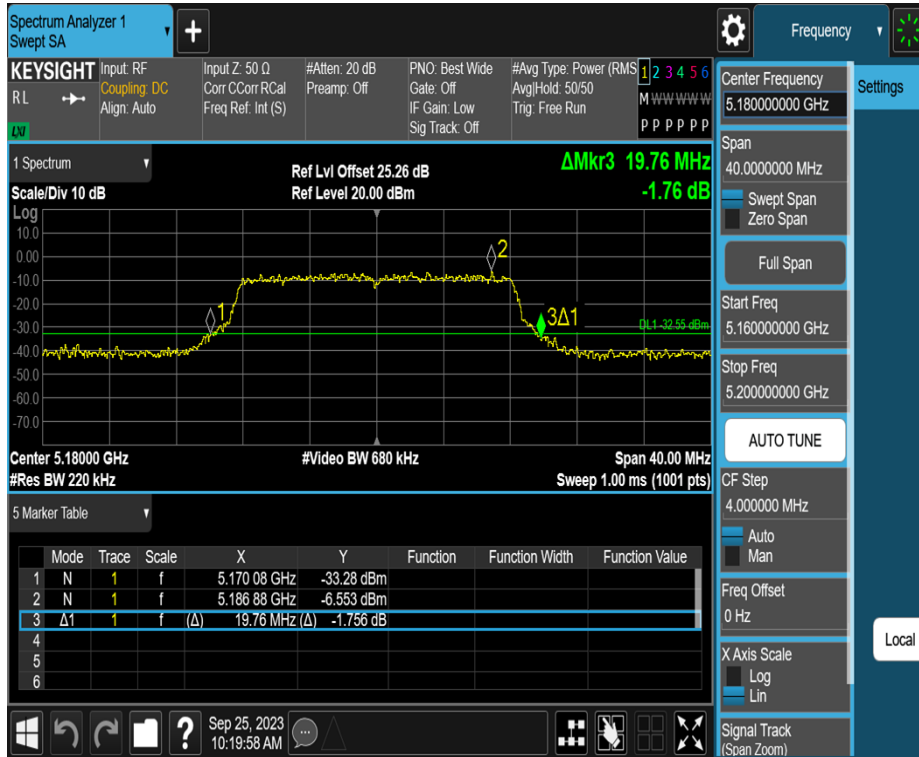 Spectrum Analyzer 1
Swept SA
+
Frequency
KEYSIGHT
R L
LXI
Input: RF
Coupling: DC
Align: Auto
Input Z: 50 Ω
Corr CCorr RCal
Freq Ref: Int (S)
#Atten: 20 dB
Preamp: Off
PNO: Best Wide
Gate: Off
IF Gain: Low
Sig Track: Off
#Avg Type: Power (RMS
Avg|Hold: 50/50
Trig: Free Run
1 2 3 4 5 6
M W W W W W
P P P P P P
Center Frequency
5.180000000 GHz
Settings
Span
40.0000000 MHz
Swept Span
Zero Span
Full Span
Start Freq
5.160000000 GHz
Stop Freq
5.200000000 GHz
AUTO TUNE
CF Step
4.000000 MHz
Auto
Man
Freq Offset
0 Hz
X Axis Scale
Log
Lin
Signal Track
(Span Zoom)
Local
1 Spectrum
Scale/Div 10 dB
Ref Lvl Offset 25.26 dB
Ref Level 20.00 dBm
ΔMkr3 19.76 MHz
-1.76 dB
Log
10.0
0.00
-10.0
-20.0
-30.0
-40.0
-50.0
-60.0
-70.0
1
2
3Δ1
DL1 -32.55 dBm
Center 5.18000 GHz
#Video BW 680 kHz
Span 40.00 MHz
#Res BW 220 kHz
Sweep 1.00 ms (1001 pts)
5 Marker Table
Mode Trace Scale X Y Function Function Width Function Value
1 N 1 f 5.170 08 GHz -33.28 dBm
2 N 1 f 5.186 88 GHz -6.553 dBm
3 Δ1 1 f (Δ) 19.76 MHz (Δ) -1.756 dB
4
5
6
?
Sep 25, 2023
10:19:58 AM